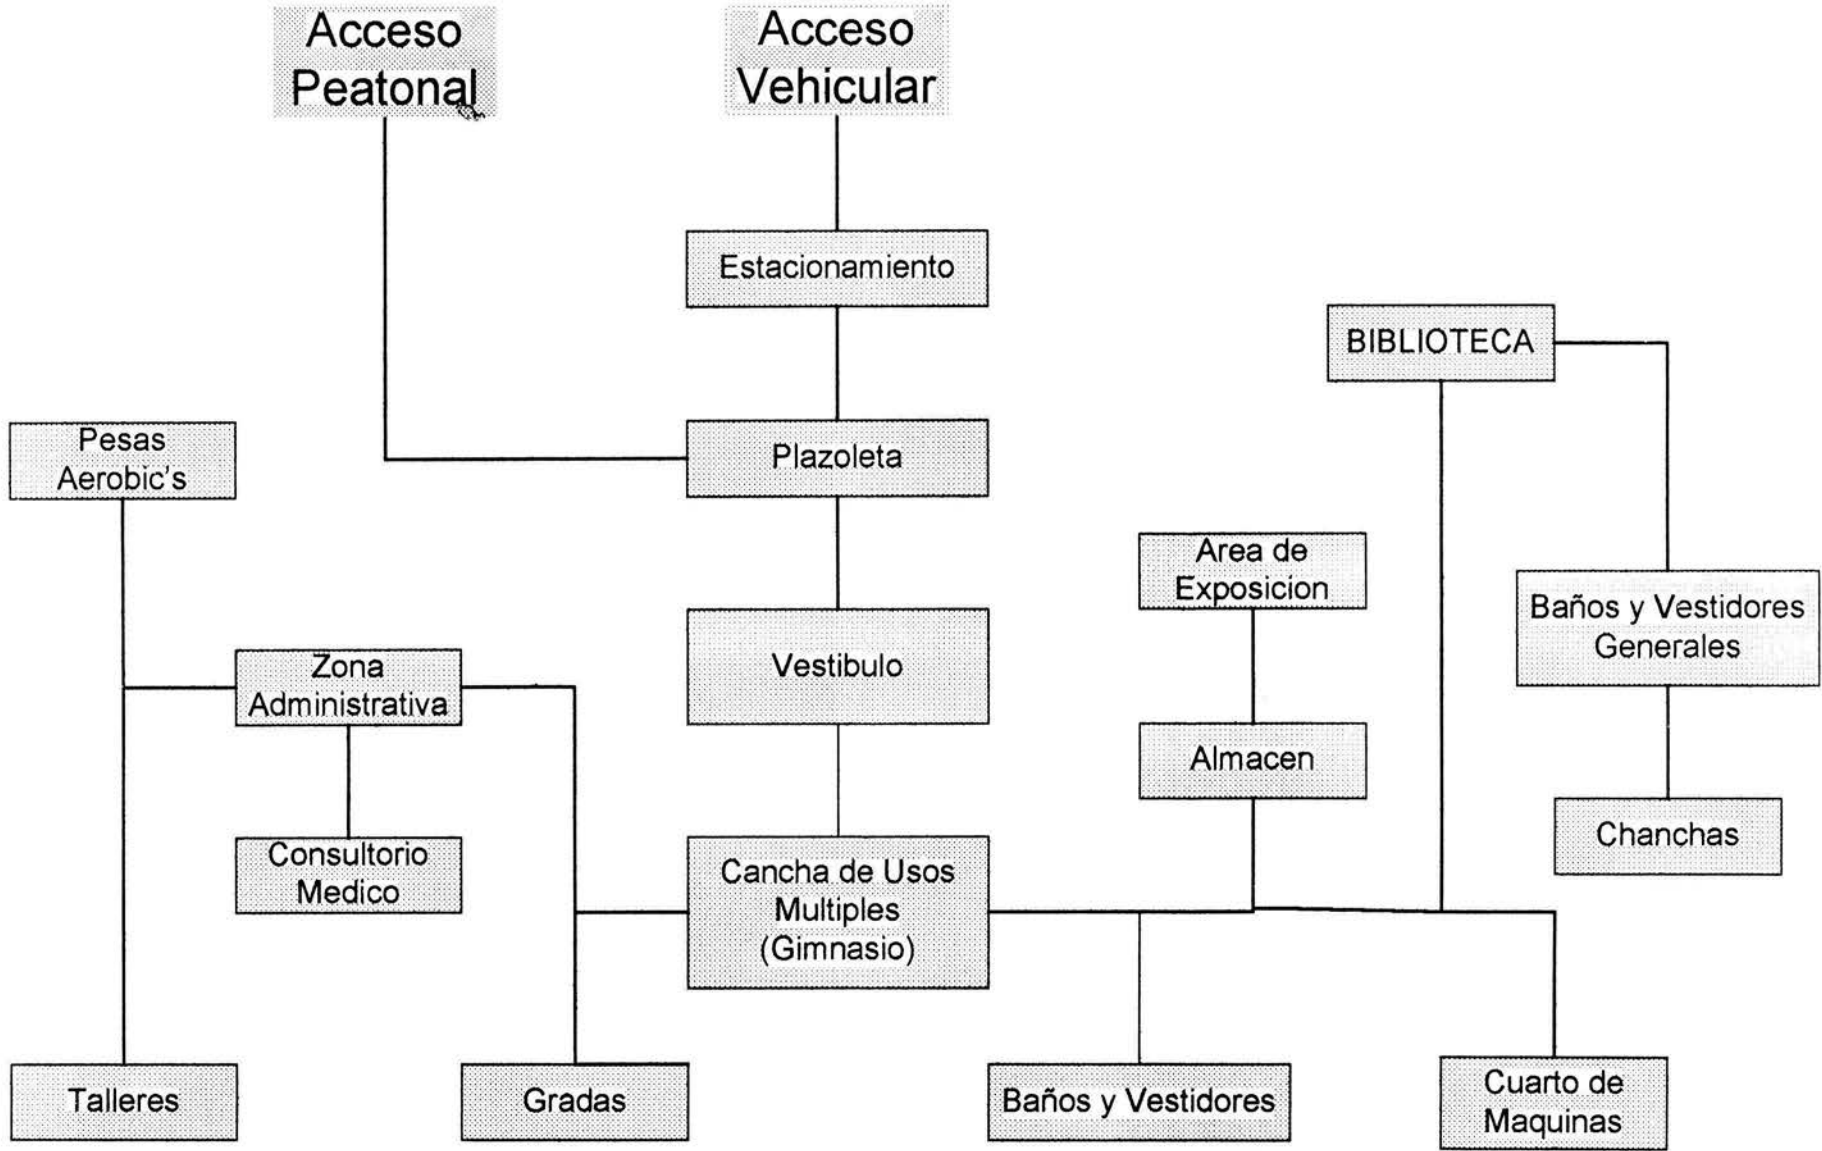 Acceso
Peatonal
Acceso
Vehicular
Estacionamiento
BIBLIOTECA
Pesas
Aerobic's
Plazoleta
Area de
Exposicion
Baños y Vestidores
Generales
Zona
Administrativa
Vestibulo
Almacen
Chanchas
Consultorio
Medico
Cancha de Usos
Multiples
(Gimnasio)
Talleres
Gradas
Baños y Vestidores
Cuarto de
Maquinas